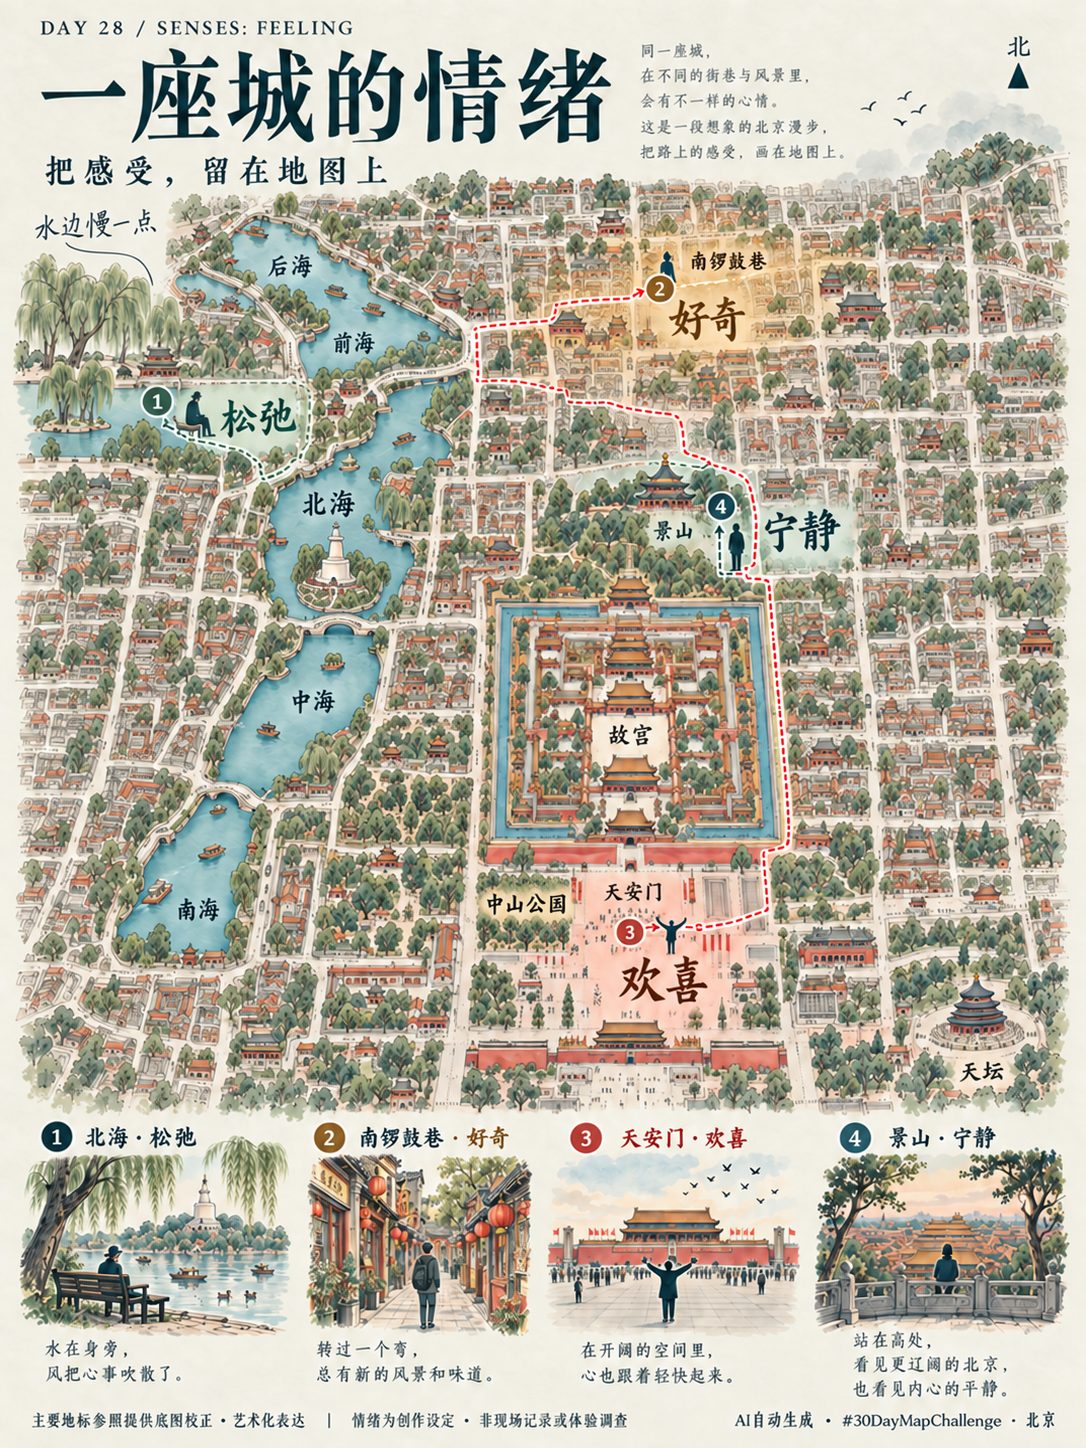 DAY 28 / SENSES: FEELING
一座城的情绪
把感受，留在地图上
同一座城，
在不同的街巷与风景里，
会有不一样的心情。
这是一段想象的北京漫步，
把路上的感受，画在地图上。
北
水边慢一点
后海
南锣鼓巷
2
好奇
前海
1
松弛
北海
4
景山
宁静
中海
故宫
南海
中山公园
天安门
3
欢喜
天坛
1 北海·松弛
水在身旁，
风把心事吹散了。
2 南锣鼓巷·好奇
转过一个弯，
总有新的风景和味道。
3 天安门·欢喜
在开阔的空间里，
心也跟着轻快起来。
4 景山·宁静
站在高处，
看见更辽阔的北京，
也看见内心的平静。
主要地标参照提供底图校正 · 艺术化表达 | 情绪为创作设定 · 非现场记录或体验调查
AI自动生成 · #30DayMapChallenge · 北京